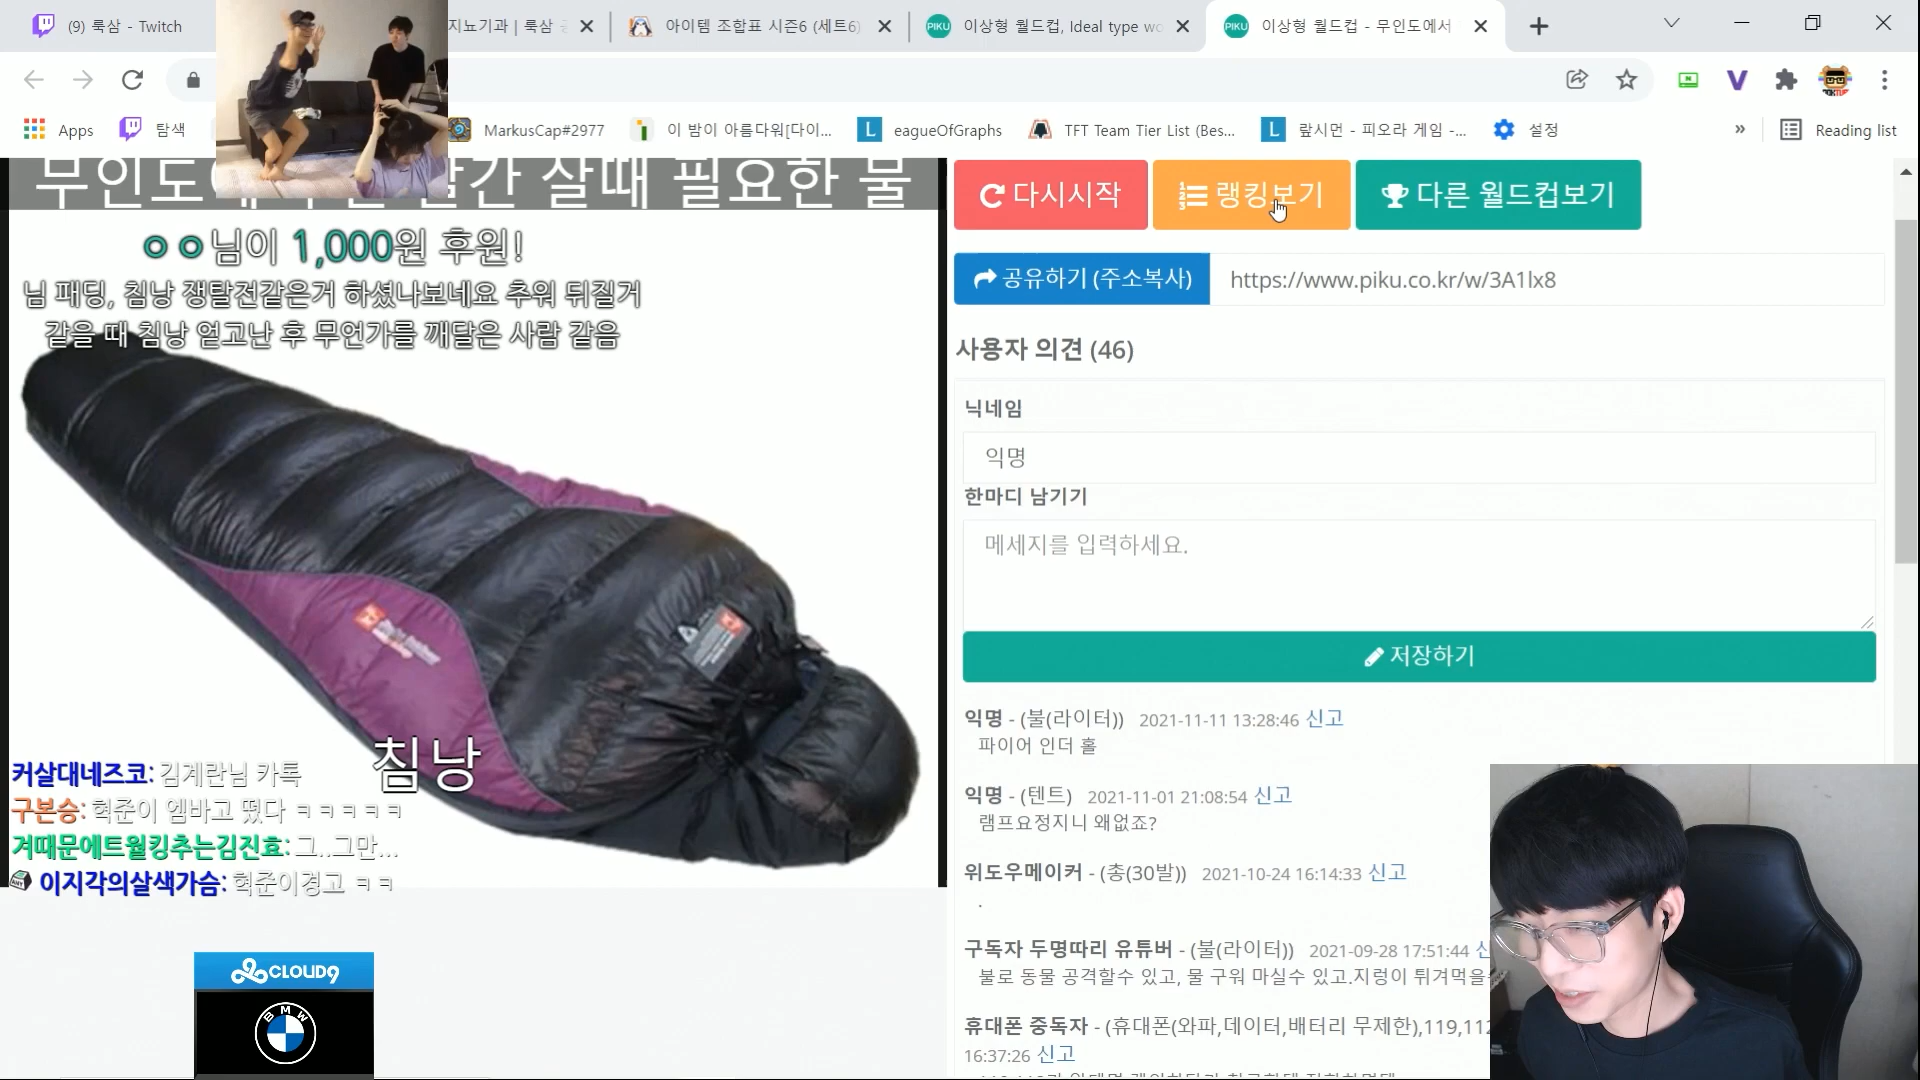 (9) 룩삼 - Twitch
지뇨기과 | 룩삼 공
아이템 조합표 시즌6 (세트6)
PIKU
이상형 월드컵, Ideal type wo
PIKU
이상형 월드컵 - 무인도에서
Apps
탐색
MarkusCap#2977
이 밤이 아름다워[다이...
L
eagueOfGraphs
TFT Team Tier List (Bes...
L
랖시먼 - 피오라 게임 -...
설정
»
Reading list
살때 필요한 물
ㅇㅇ님이 1,000원 후원!
님 패딩, 침낭 쟁탈전같은거 하셨나보네요 추워 뒤질거
같을 때 침낭 얻고난 후 무언가를 깨달은 사람 같음
침낭
커살대네즈코: 김계란님 카톡
구본승: 혁준이 엠바고 떴다 ㅋㅋㅋㅋㅋ
겨때문에트월킹추는김진효: 그..그만...
이지각의살색가슴: 혁준이경고 ㅋㅋ
CLOUD9
BMW
다시시작
랭킹보기
다른 월드컵보기
공유하기 (주소복사)
https://www.piku.co.kr/w/3A1lx8
사용자 의견 (46)
닉네임
익명
한마디 남기기
메세지를 입력하세요.
저장하기
익명 - (불(라이터)) 2021-11-11 13:28:46 신고
파이어 인더 홀
익명 - (텐트) 2021-11-01 21:08:54 신고
램프요정지니 왜없죠?
위도우메이커 - (총(30발)) 2021-10-24 16:14:33 신고
.
구독자 두명따리 유튜버 - (불(라이터)) 2021-09-28 17:51:44 신
불로 동물 공격할수 있고, 물 구워 마실수 있고.지렁이 튀겨먹을
휴대폰 중독자 - (휴대폰(와파,데이터,배터리 무제한),119,112
16:37:26 신고